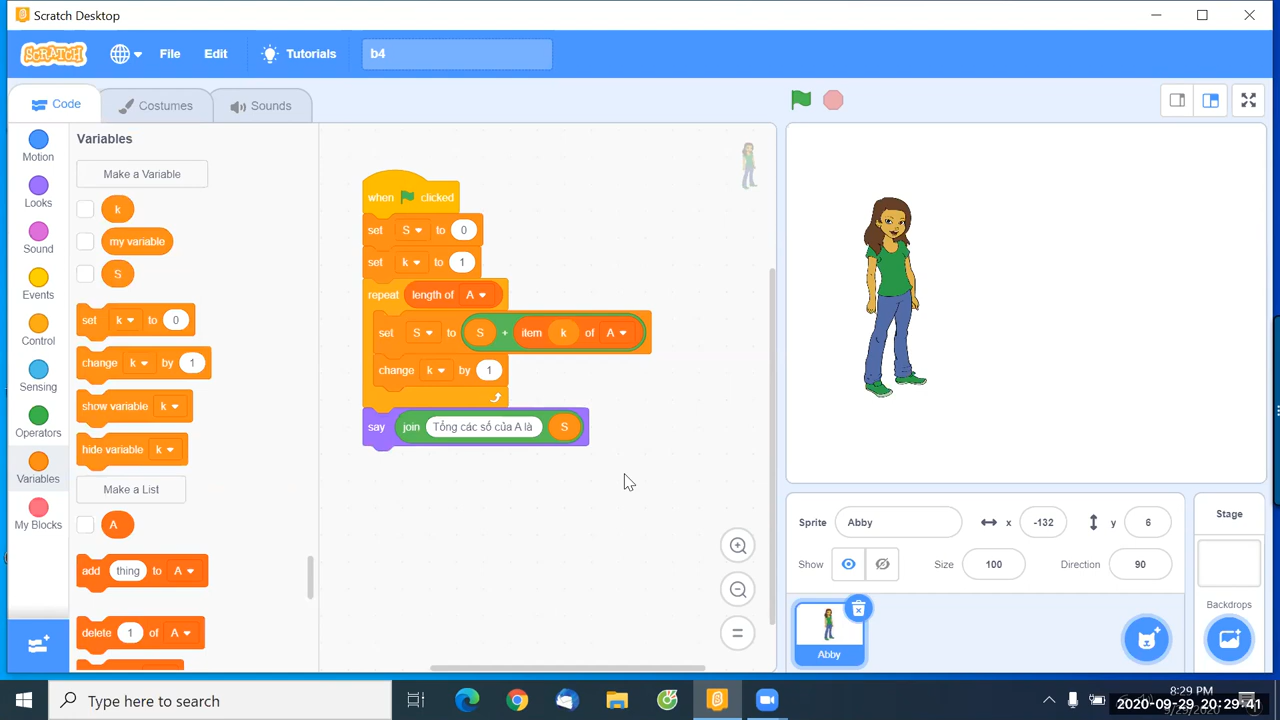 Scratch Desktop
SCRATCH
File
Edit
Tutorials
b4
Code
Costumes
Sounds
Motion
Looks
Sound
Events
Control
Sensing
Operators
Variables
My Blocks
Variables
Make a Variable
k
my variable
S
set k to 0
change k by 1
show variable k
hide variable k
Make a List
A
add thing to A
delete 1 of A
when clicked
set S to 0
set k to 1
repeat length of A
set S to S + item k of A
change k by 1
say join Tổng các số của A là S
Sprite Abby
x -132
y 6
Show
Size 100
Direction 90
Abby
Stage
Backdrops
Type here to search
8:29 PM
2020-09-29 20:29:41